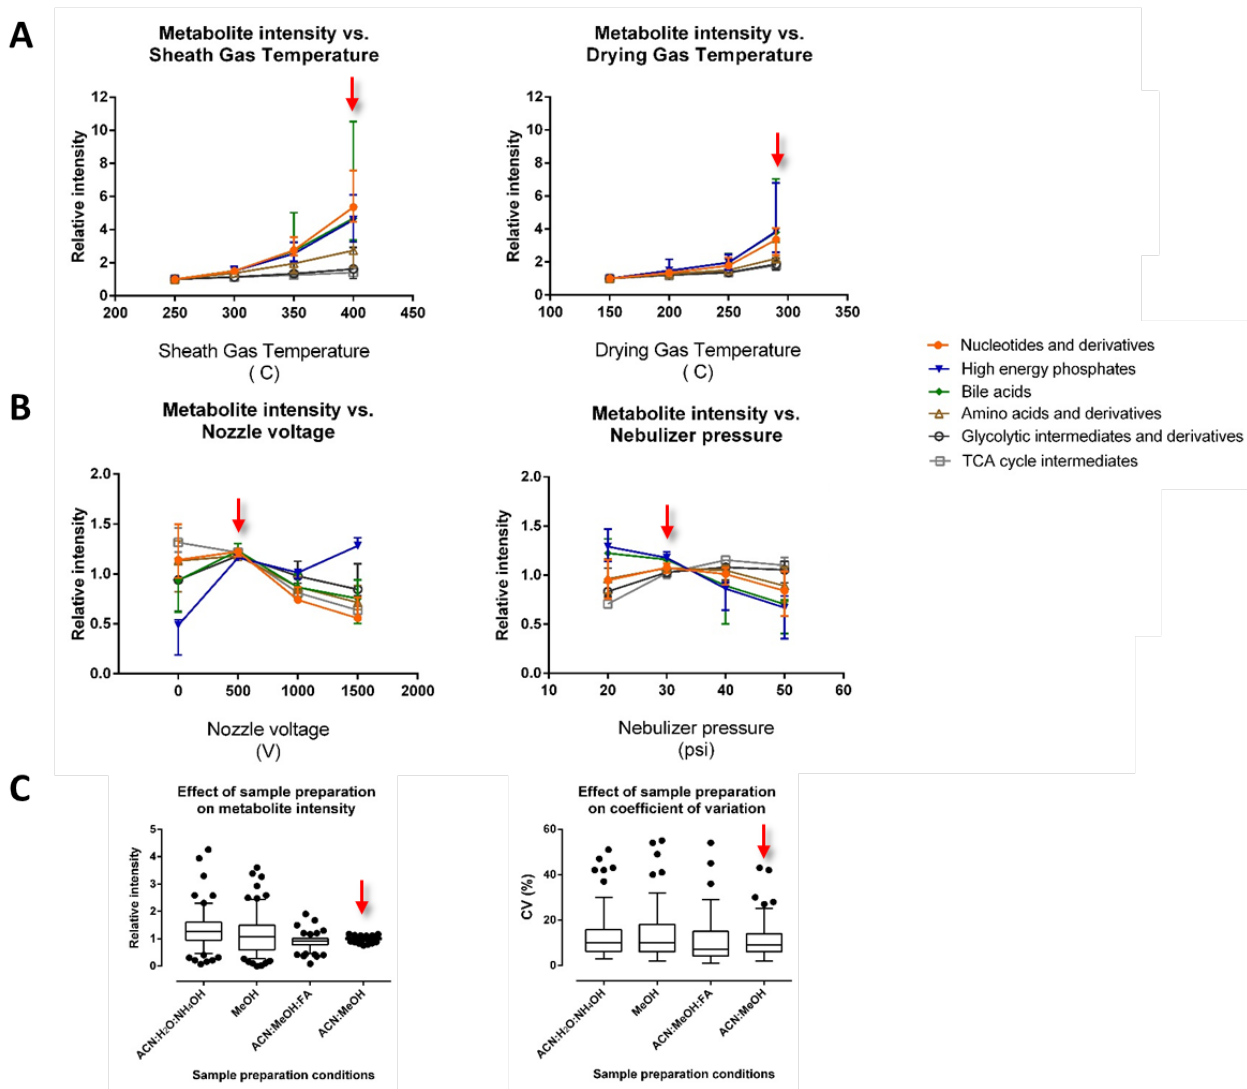 A
Metabolite intensity vs.
Sheath Gas Temperature
Relative intensity
12
10
8
6
4
2
0
200
250
300
350
400
450
Sheath Gas Temperature
( C)
Metabolite intensity vs.
Drying Gas Temperature
Relative intensity
12
10
8
6
4
2
0
100
150
200
250
300
350
Drying Gas Temperature
( C)
Nucleotides and derivatives
High energy phosphates
Bile acids
Amino acids and derivatives
Glycolytic intermediates and derivatives
TCA cycle intermediates
B
Metabolite intensity vs.
Nozzle voltage
Relative intensity
2.0
1.5
1.0
0.5
0.0
0
500
1000
1500
2000
Nozzle voltage
(V)
Metabolite intensity vs.
Nebulizer pressure
Relative intensity
2.0
1.5
1.0
0.5
0.0
10
20
30
40
50
60
Nebulizer pressure
(psi)
C
Effect of sample preparation
on metabolite intensity
Relative intensity
5
4
3
2
1
0
ACN:H₂O:NH₄OH
MeOH
ACN:MeOH:FA
ACN:MeOH
Sample preparation conditions
Effect of sample preparation
on coefficient of variation
CV (%)
60
40
20
0
ACN:H₂O:NH₄OH
MeOH
ACN:MeOH:FA
ACN:MeOH
Sample preparation conditions